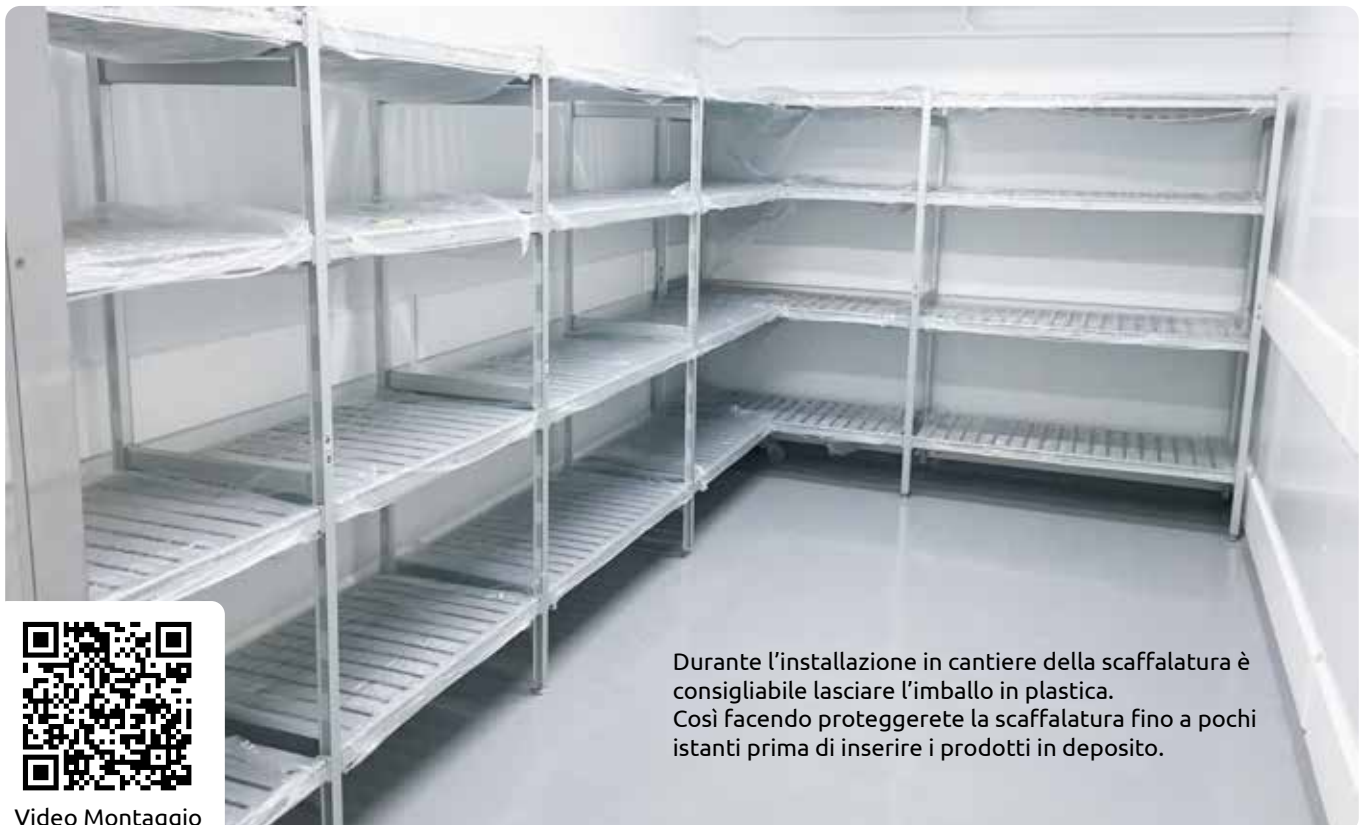 Durante l’installazione in cantiere della scaffalatura è
consigliabile lasciare l’imballo in plastica.
Così facendo proteggerete la scaffalatura fino a pochi
istanti prima di inserire i prodotti in deposito.
Video Montaggio